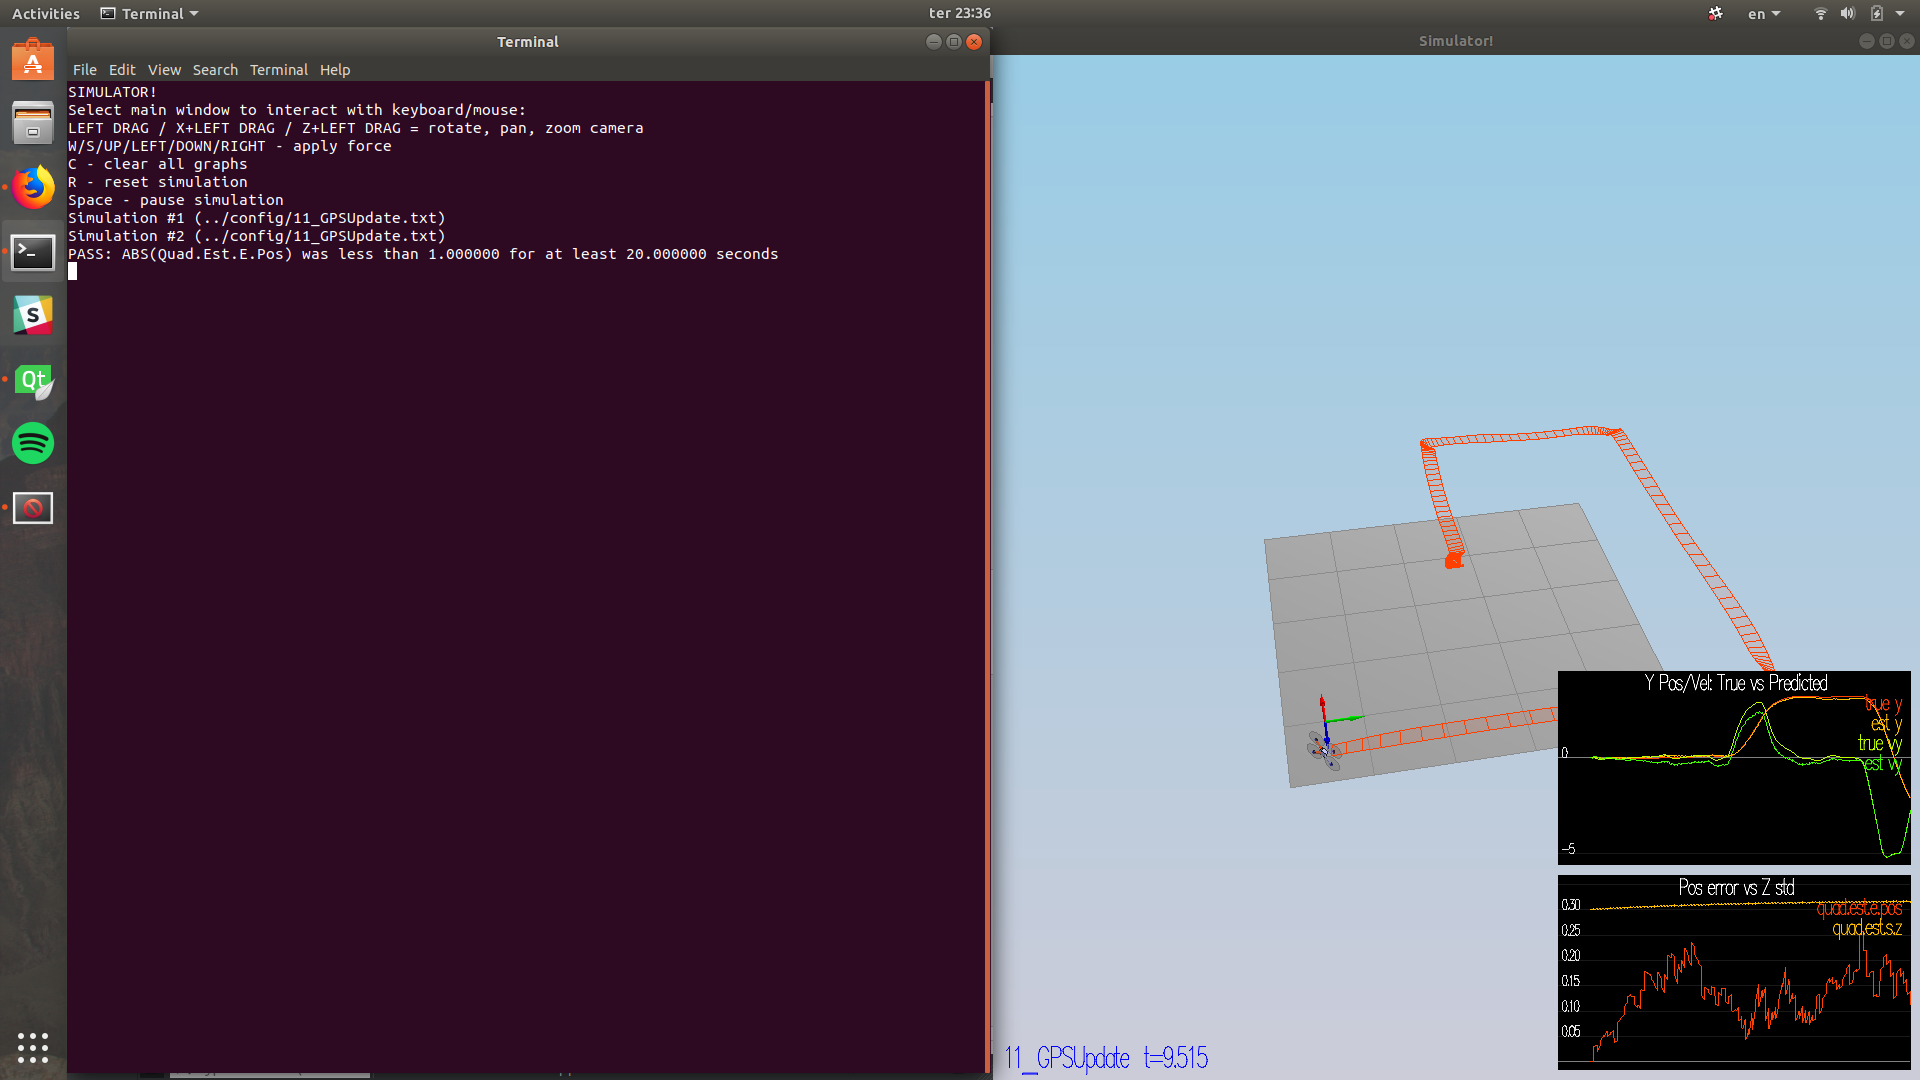 Activities
Terminal
ter 23:36
en
Terminal
Simulator!
File Edit View Search Terminal Help
SIMULATOR!
Select main window to interact with keyboard/mouse:
LEFT DRAG / X+LEFT DRAG / Z+LEFT DRAG = rotate, pan, zoom camera
W/S/UP/LEFT/DOWN/RIGHT - apply force
C - clear all graphs
R - reset simulation
Space - pause simulation
Simulation #1 (../config/11_GPSUpdate.txt)
Simulation #2 (../config/11_GPSUpdate.txt)
PASS: ABS(Quad.Est.E.Pos) was less than 1.000000 for at least 20.000000 seconds
Y Pos/Vel: True vs Predicted
true y
est y
true vy
est vy
0
-5
Pos error vs Z std
quad.est.e.pos
quad.est.s.z
0.30
0.25
0.20
0.15
0.10
0.05
11_GPSUpdate t=9.515
S
Qt